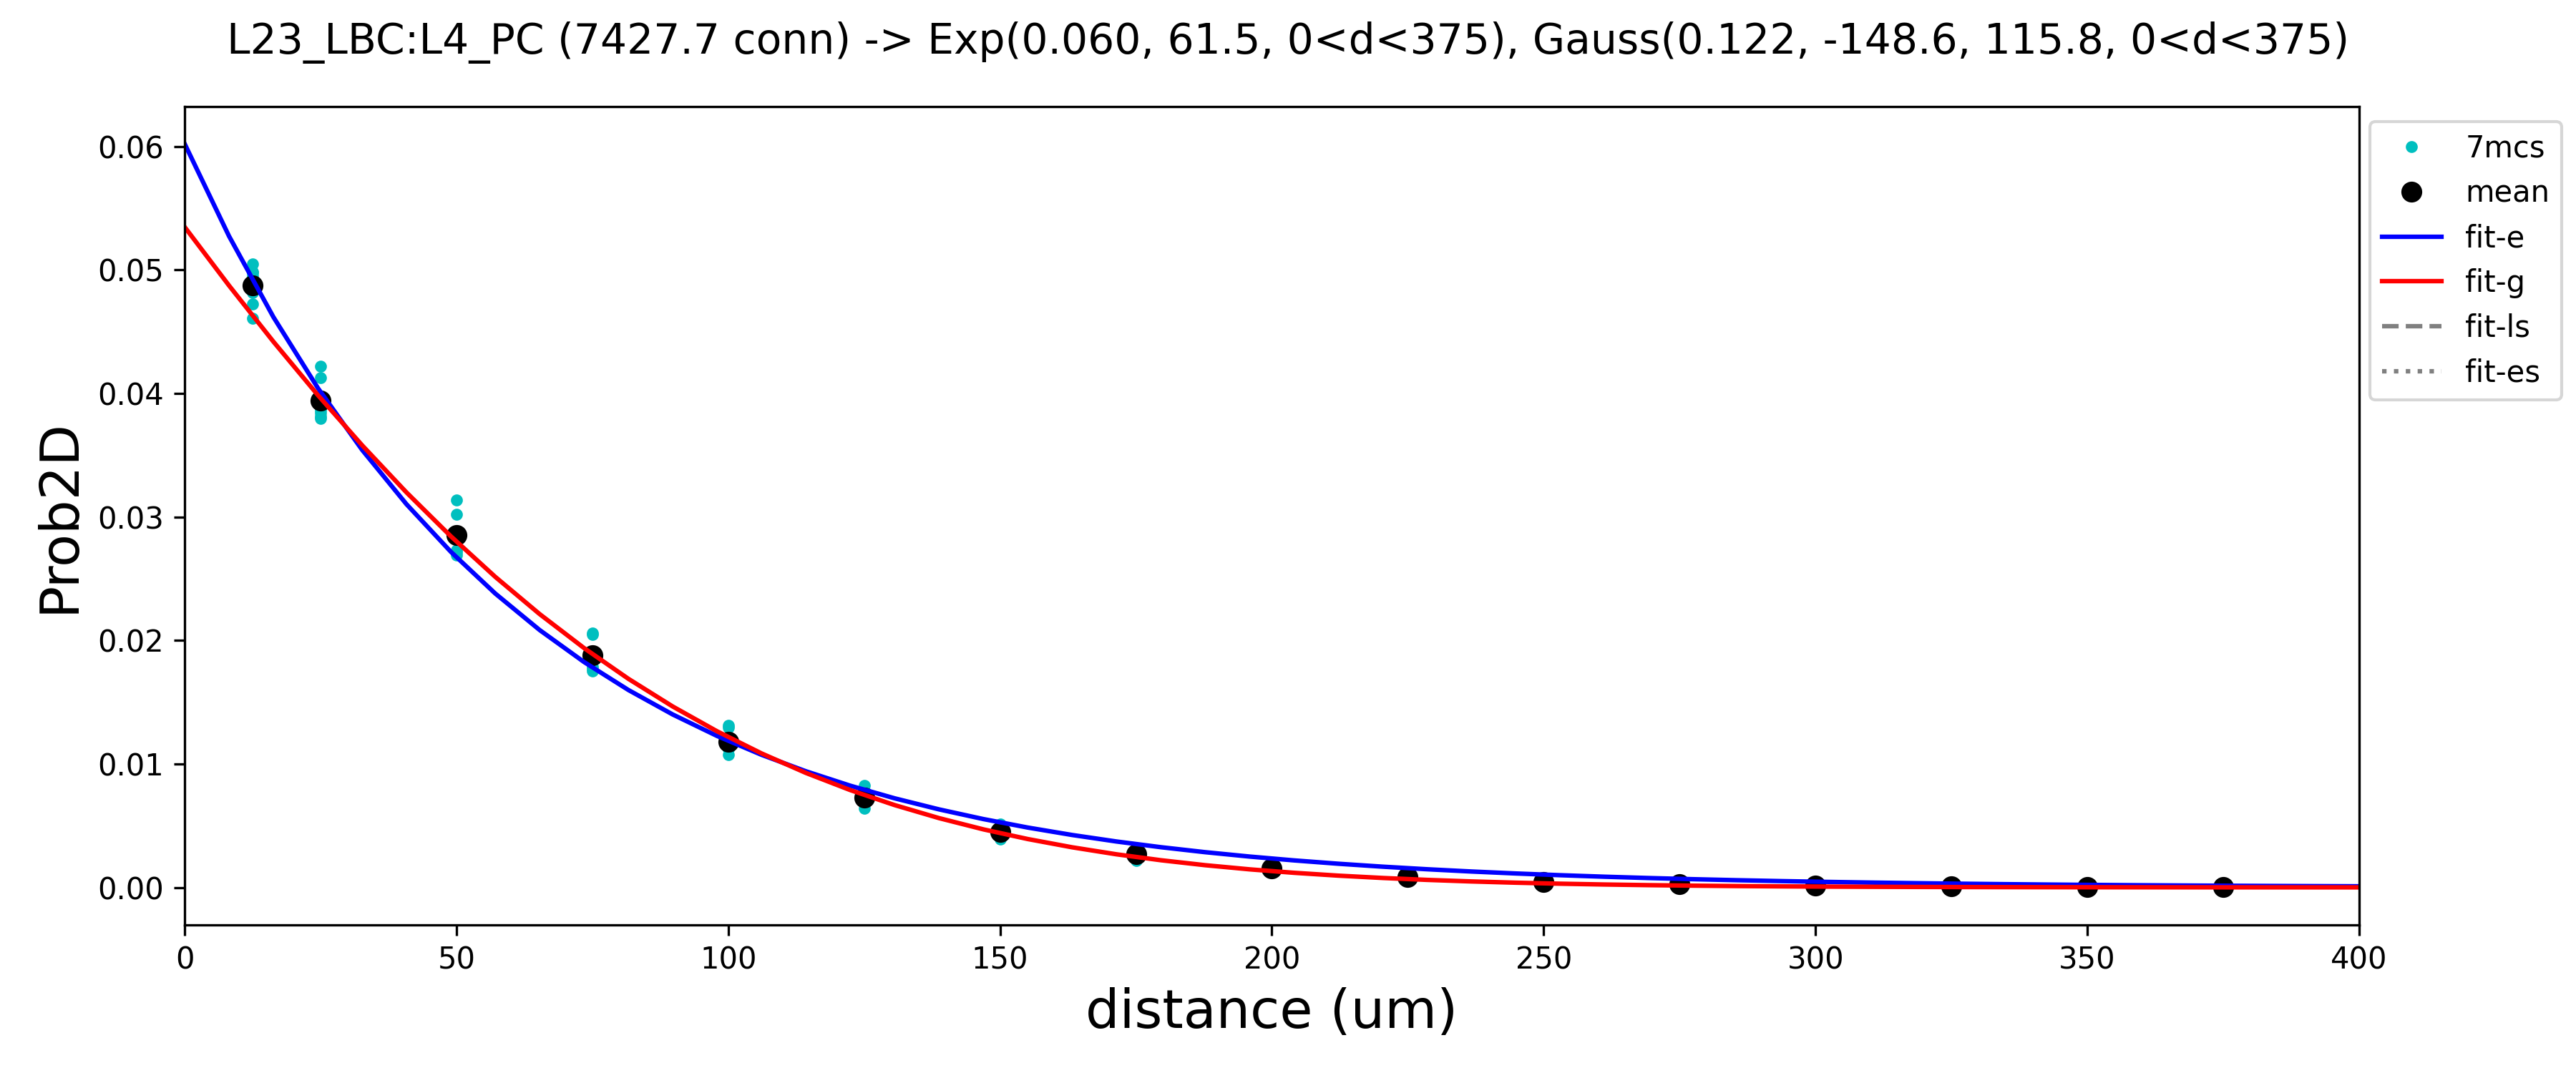 L23_LBC:L4_PC (7427.7 conn) -> Exp(0.060, 61.5, 0<d<375), Gauss(0.122, -148.6, 115.8, 0<d<375)
Prob2D
0.06
0.05
0.04
0.03
0.02
0.01
0.00
0 50 100 150 200 250 300 350 400
distance (um)
7mcs
mean
fit-e
fit-g
fit-ls
fit-es